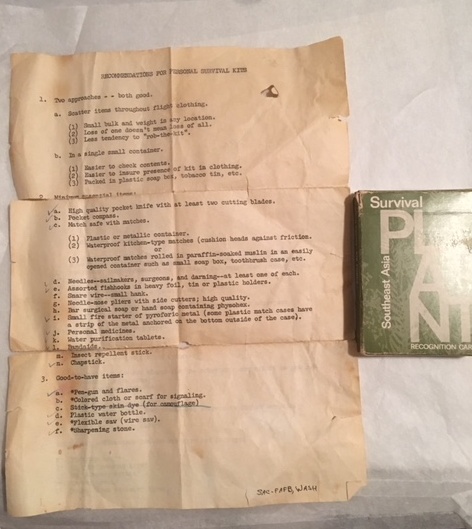 RECOMMENDATIONS FOR PERSONAL SURVIVAL KITS
1. Two approaches - - both good.
a. Scatter items throughout flight clothing.
(1) Small bulk and weight in any location.
(2) Loss of one doesn't mean loss of all.
(3) Less tendency to "rob-the-kit".
b. In a single small container.
(1) Easier to check contents.
(2) Easier to insure presence of kit in clothing.
(3) Packed in plastic soap box, tobacco tin, etc.
2. items:
a. High quality pocket knife with at least two cutting blades.
b. Pocket compass.
c. Match safe with matches.
(1) Plastic or metallic container.
(2) Waterproof kitchen-type matches (cushion heads against friction.
or
(3) Waterproof matches rolled in paraffin-soaked muslin in an easily
opened container such as small soap box, toothbrush case, etc.
d. Needles--sailmakers, surgeons, and darning--at least one of each.
e. Assorted fishhooks in heavy foil, tin or plastic holders.
f. Snare wire--small hank.
g. Needle-nose pliers with side cutters; high quality.
h. Bar surgical soap or hand soap containing physohex.
i. Small fire starter of pyroforic metal (some plastic match cases have
a strip of the metal anchored on the bottom outside of the case).
j. Personal medicines.
k. Water purification tablets.
l.
m. Insect repellent stick.
n. Chapstick.
3. Good-to-have items:
a. *Pen-gun and flares.
b. *Colored cloth or scarf for signaling.
c. Stick-type skin dye (for camouflage)
d. Plastic water bottle.
e. *Flexible saw (wire saw).
f. *Sharpening stone.
SAC-FAFB, WASH
Survival
Southeast Asia
PL
A
NT
RECOGNITION